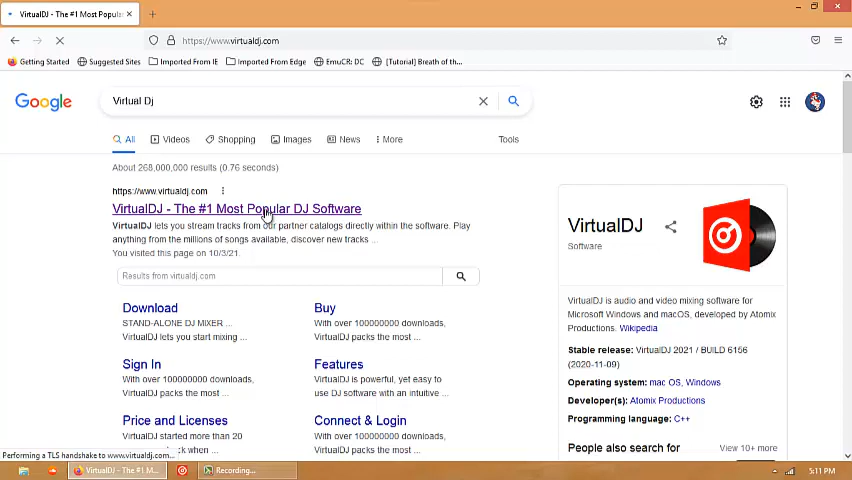 VirtualDJ - The #1 Most Popular
https://www.virtualdj.com
Getting Started
Suggested Sites
Imported From IE
Imported From Edge
EmuCR: DC
[Tutorial] Breath of th...
Google
Virtual Dj
All
Videos
Shopping
Images
News
More
Tools
About 268,000,000 results (0.76 seconds)
https://www.virtualdj.com
VirtualDJ - The #1 Most Popular DJ Software
VirtualDJ lets you stream tracks from our partner catalogs directly within the software. Play
anything from the millions of songs available, discover new tracks ...
You visited this page on 10/3/21.
Results from virtualdj.com
Download
STAND-ALONE DJ MIXER ...
VirtualDJ lets you start mixing ...
Buy
With over 100000000 downloads,
VirtualDJ packs the most ...
Sign In
With over 100000000 downloads,
VirtualDJ packs the most ...
Features
VirtualDJ is powerful, yet easy to
use DJ software with an intuitive ...
Price and Licenses
VirtualDJ started more than 20
back when ...
Connect & Login
With over 100000000 downloads,
VirtualDJ packs the most ...
VirtualDJ
Software
VirtualDJ is audio and video mixing software for
Microsoft Windows and macOS, developed by Atomix
Productions. Wikipedia
Stable release: VirtualDJ 2021 / BUILD 6156
(2020-11-09)
Operating system: mac OS, Windows
Developer(s): Atomix Productions
Programming language: C++
People also search for
View 10+ more
Performing a TLS handshake to www.virtualdj.com...
VirtualDJ - The #1 M...
Recording...
5:11 PM